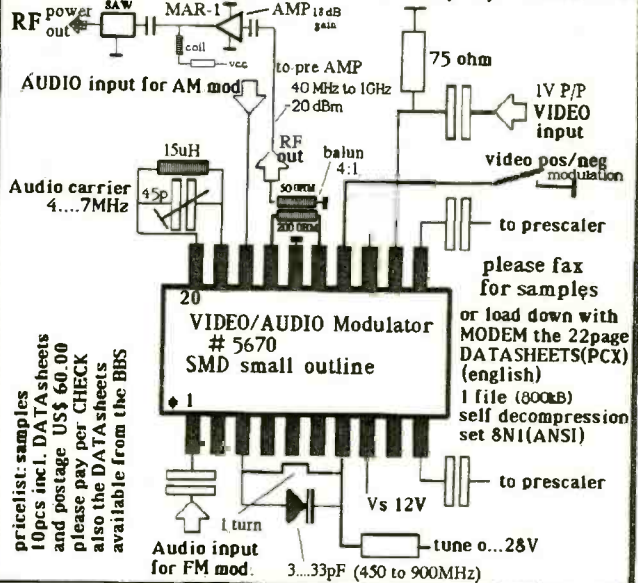 SAW
RF power out
MAR-1
AMP 18 dB gain
coil
vcc
AUDIO input for AM mod
to pre AMP
40 MHz to 1GHz
-20 dBm
75 ohm
1V P/P
VIDEO
input
RF out
balun
4:1
video pos/neg
modulation
15uH
45p
Audio carrier
4....7MHz
50 OHM
200 OHM
to prescaler
please fax
for samples
or load down with
MODEM the 22page
DATASHEETS(PCX)
(english)
1 file (800kB)
self decompression
set 8N1(ANSI)
20
VIDEO/AUDIO Modulator
# 5670
SMD small outline
1
pricelist: samples
10pcs incl. DATAsheets
and postage US$ 60.00
please pay per CHECK
also the DATAsheets
available from the BBS
to prescaler
Vs 12V
1 turn
Audio input
for FM mod.
tune o...28V
3....33pF (450 to 900MHz)